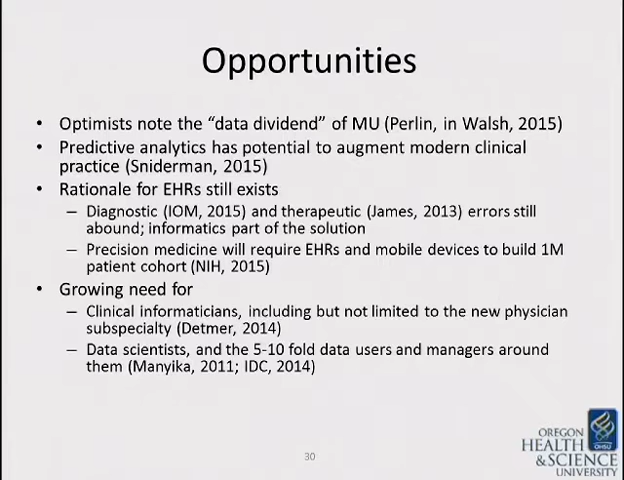 Opportunities
• Optimists note the “data dividend” of MU (Perlin, in Walsh, 2015)
• Predictive analytics has potential to augment modern clinical
practice (Sniderman, 2015)
• Rationale for EHRs still exists
– Diagnostic (IOM, 2015) and therapeutic (James, 2013) errors still
abound; informatics part of the solution
– Precision medicine will require EHRs and mobile devices to build 1M
patient cohort (NIH, 2015)
• Growing need for
– Clinical informaticians, including but not limited to the new physician
subspecialty (Detmer, 2014)
– Data scientists, and the 5-10 fold data users and managers around
them (Manyika, 2011; IDC, 2014)
30
OREGON
HEALTH
&SCIENCE
UNIVERSITY
OHSU